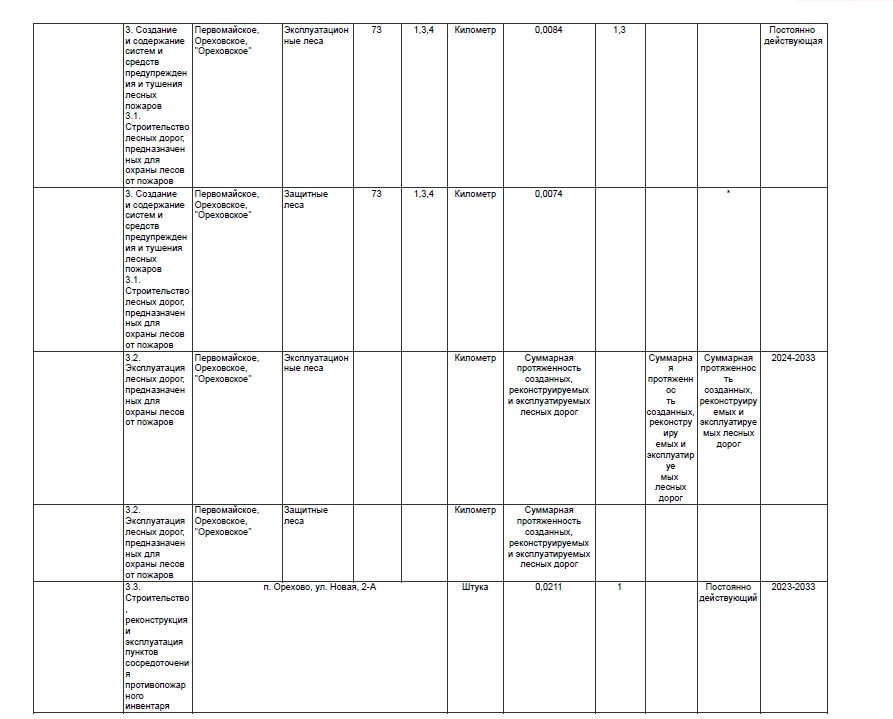 3. Создание
и содержание
систем и
средств
предупрежден
ия и тушения
лесных
пожаров
3.1.
Строительство
лесных дорог,
предназначен
ных для
охраны лесов
от пожаров
Первомайское,
Ореховское,
"Ореховское"
Эксплуатацион
ные леса
73
1,3,4
Километр
0,0084
1,3
Постоянно
действующая
3. Создание
и содержание
систем и
средств
предупрежден
ия и тушения
лесных
пожаров
3.1.
Строительство
лесных дорог,
предназначен
ных для
охраны лесов
от пожаров
Первомайское,
Ореховское,
"Ореховское"
Защитные
леса
73
1,3,4
Километр
0,0074
*
3.2.
Эксплуатация
лесных дорог,
предназначен
ных для
охраны лесов
от пожаров
Первомайское,
Ореховское,
"Ореховское"
Эксплуатацион
ные леса
Километр
Суммарная
протяженность
созданных,
реконструируемых
и эксплуатируемых
лесных дорог
Суммарна
я
протяженн
ос
ть
созданных,
реконстру
иру
емых и
эксплуатир
уе
мых
лесных
дорог
Суммарная
протяженнос
ть
созданных,
реконструиру
емых и
эксплуатируе
мых лесных
дорог
2024-2033
3.2.
Эксплуатация
лесных дорог,
предназначен
ных для
охраны лесов
от пожаров
Первомайское,
Ореховское,
"Ореховское"
Защитные
леса
Километр
Суммарная
протяженность
созданных,
реконструируемых
и эксплуатируемых
лесных дорог
3.3.
Строительство
,
реконструкция
и
эксплуатация
пунктов
сосредоточени
я
противопожар
ного
инвентаря
п. Орехово, ул. Новая, 2-А
Штука
0,0211
1
Постоянно
действующий
2023-2033